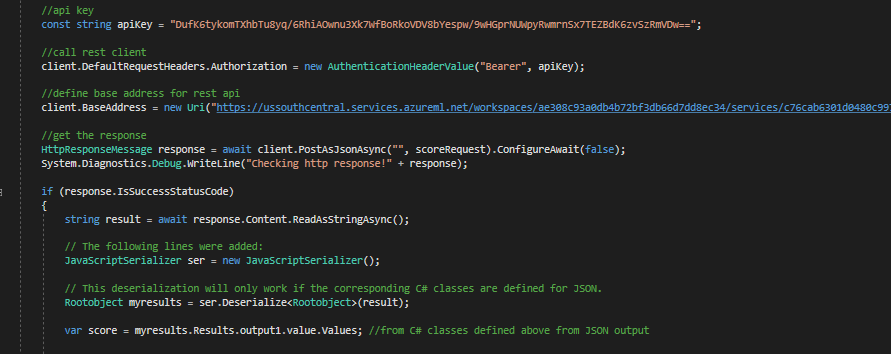 //api key
const string apiKey = "DufK6tykomTXhbTu8yq/6RhiAOwnu3Xk7WfBoRkoVDV8bYespw/9wHGprNUWpyRwmrnSx7TEZBdK6zvSzRmVDw==";
//call rest client
client.DefaultRequestHeaders.Authorization = new AuthenticationHeaderValue("Bearer", apiKey);
//define base address for rest api
client.BaseAddress = new Uri("https://ussouthcentral.services.azureml.net/workspaces/ae308c93a0db4b72bf3db66d7dd8ec34/services/c76cab6301d0480c997
//get the response
HttpResponseMessage response = await client.PostAsJsonAsync("", scoreRequest).ConfigureAwait(false);
System.Diagnostics.Debug.WriteLine("Checking http response!" + response);
if (response.IsSuccessStatusCode)
{
string result = await response.Content.ReadAsStringAsync();
// The following lines were added:
JavaScriptSerializer ser = new JavaScriptSerializer();
// This deserialization will only work if the corresponding C# classes are defined for JSON.
Rootobject myresults = ser.Deserialize<Rootobject>(result);
var score = myresults.Results.output1.value.Values; //from C# classes defined above from JSON output